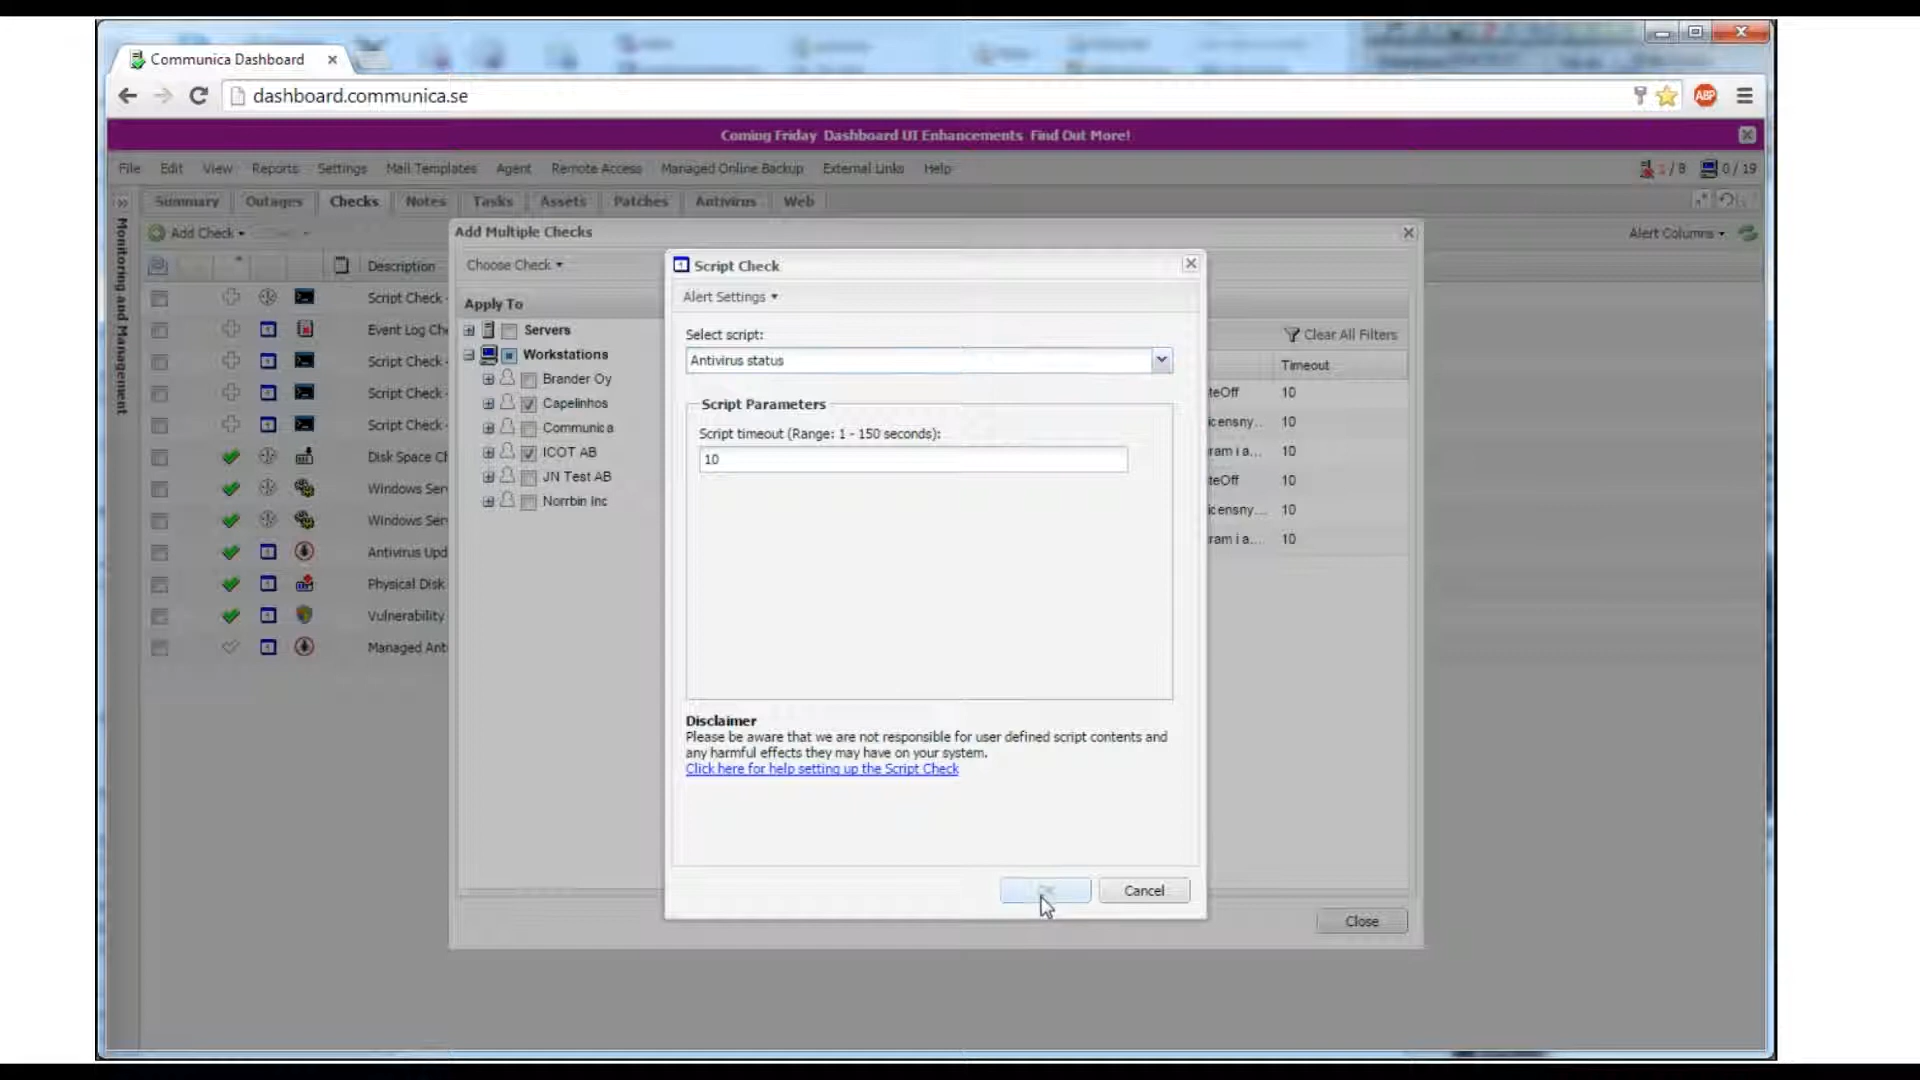 Communica Dashboard
dashboard.communica.se
ABP
Coming Friday Dashboard UI Enhancements Find Out More!
File Edit View Reports Settings Mail Templates Agent Remote Access Managed Online Backup External Links Help
1 / 8 0 / 19
Summary Outages Checks Notes Tasks Assets Patches Antivirus Web
Monitoring and Management
Add Check
Alert Columns
Description
Script Check -
Event Log Che
Script Check -
Script Check -
Script Check -
Disk Space Ch
Windows Serv
Windows Serv
Antivirus Upd
Physical Disk
Vulnerability
Managed Anti
Add Multiple Checks
Choose Check
Apply To
Servers
Workstations
Brander Oy
Capelinhos
Communica
ICOT AB
JN Test AB
Norrbin Inc
Clear All Filters
Timeout
teOff 10
icensny... 10
ram i a... 10
teOff 10
icensny... 10
ram i a... 10
Close
Script Check
Alert Settings
Select script:
Antivirus status
Script Parameters
Script timeout (Range: 1 - 150 seconds):
10
Disclaimer
Please be aware that we are not responsible for user defined script contents and
any harmful effects they may have on your system.
Click here for help setting up the Script Check
Cancel